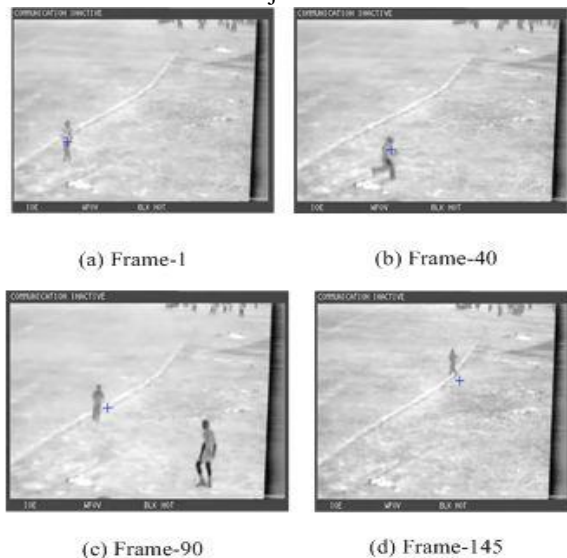 COMMUNICATION INACTIVE
COMMUNICATION INACTIVE
IOE WFOV BLK HOT
IOE WFOV BLK HOT
(a) Frame-1
(b) Frame-40
COMMUNICATION INACTIVE
COMMUNICATION INACTIVE
IOE WFOV BLK HOT
IOE WFOV BLK HOT
(c) Frame-90
(d) Frame-145